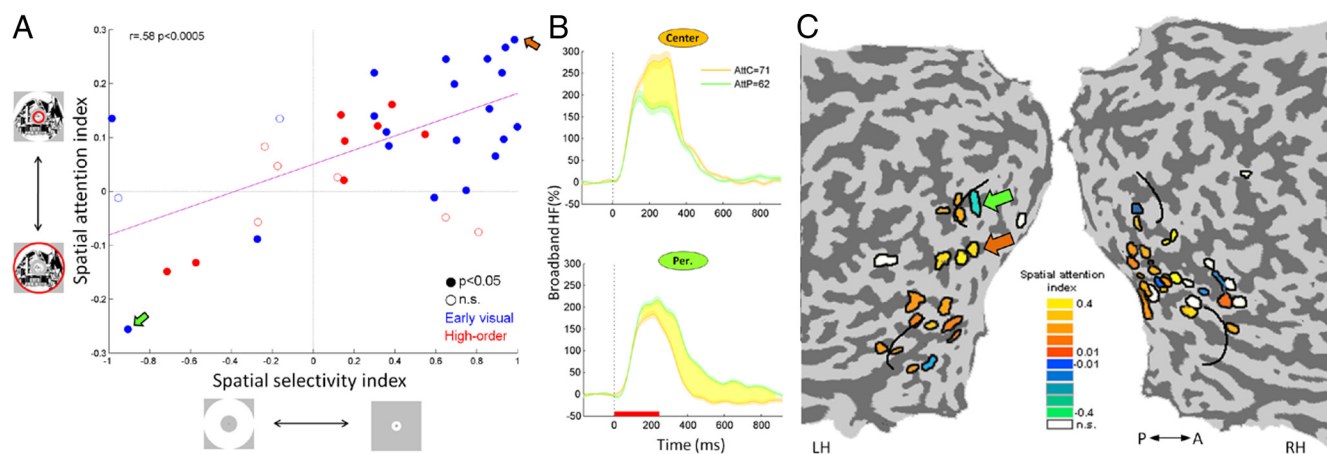 A
r=.58 p<0.0005
Spatial attention index
0.3
0.2
0.1
0
-0.1
0.2
0.3
-1
-0.8
-0.6
-0.4
-0.2
0
0.2
0.4
0.6
0.8
1
p<0.05
n.s.
Early visual
High-order
Spatial selectivity index
B
Center
AttC=71
AttP=62
300
250
200
150
100
50
0
-50
Broadband HF(%)
Per.
300
250
200
150
100
50
0
-50
0
200
400
600
800
Time (ms)
C
Spatial attention
index
0.4
0.01
-0.01
-0.4
n.s.
P
A
LH
RH